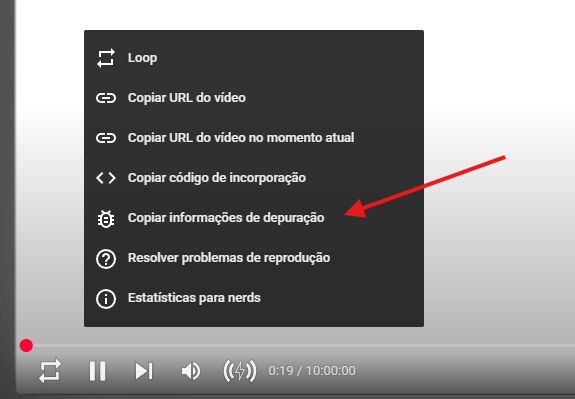 Loop
Copiar URL do vídeo
Copiar URL do vídeo no momento atual
Copiar código de incorporação
Copiar informações de depuração
Resolver problemas de reprodução
Estatísticas para nerds
0:19 / 10:00:00